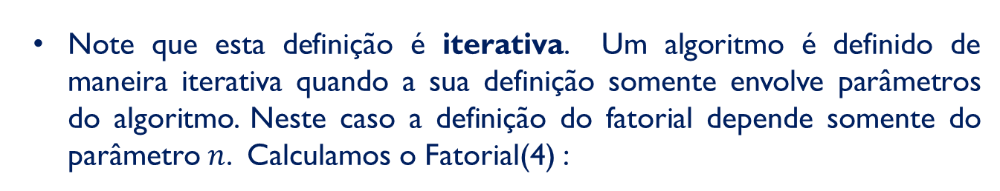 • Note que esta definição é iterativa. Um algoritmo é definido de
maneira iterativa quando a sua definição somente envolve parâmetros
do algoritmo. Neste caso a definição do fatorial depende somente do
parâmetro 𝑛. Calculamos o Fatorial(4) :